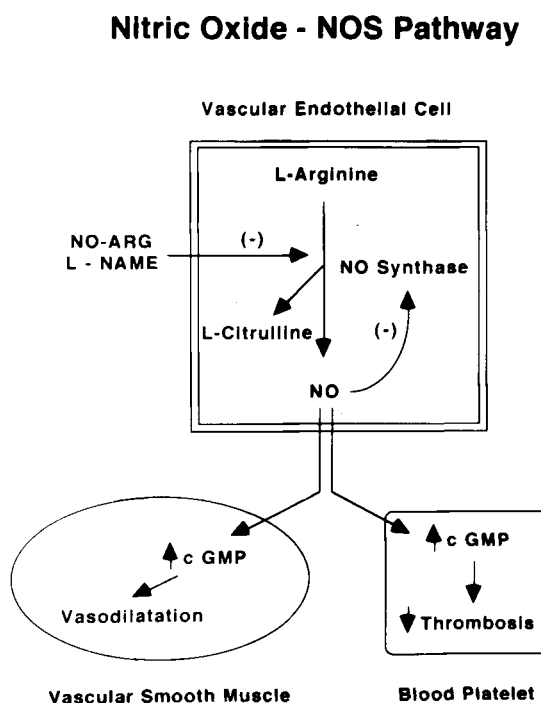 Nitric Oxide - NOS Pathway
Vascular Endothelial Cell
L-Arginine
NO-ARG
L - NAME
(-)
NO Synthase
L-Citrulline
(-)
NO
c GMP
Vasodilatation
c GMP
Thrombosis
Vascular Smooth Muscle
Blood Platelet